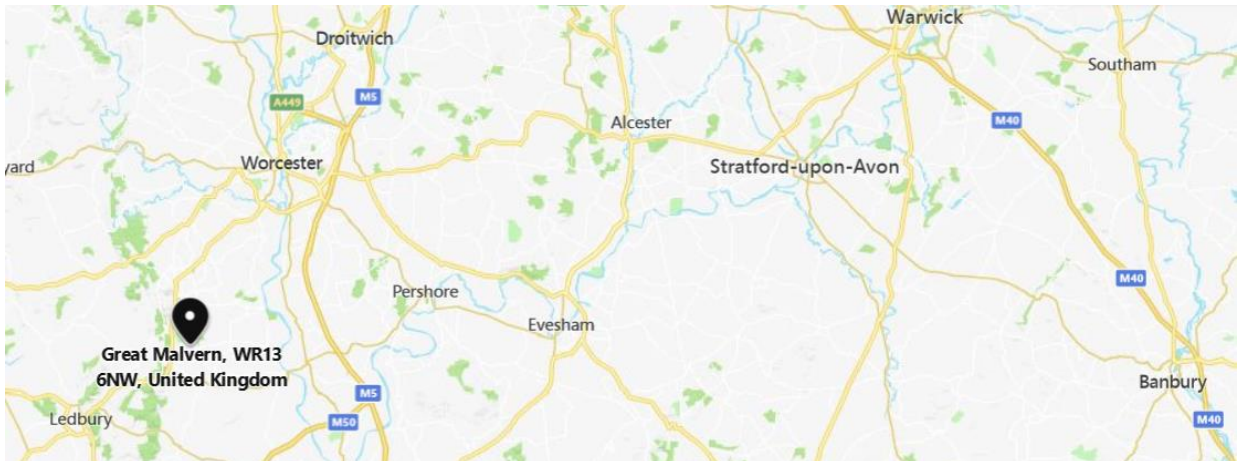 Warwick
Droitwich
Southam
M5
A449
M40
Alcester
Worcester
yard
Stratford-upon-Avon
M40
Pershore
Evesham
Great Malvern, WR13
6NW, United Kingdom
Banbury
M5
Ledbury
M50
M40